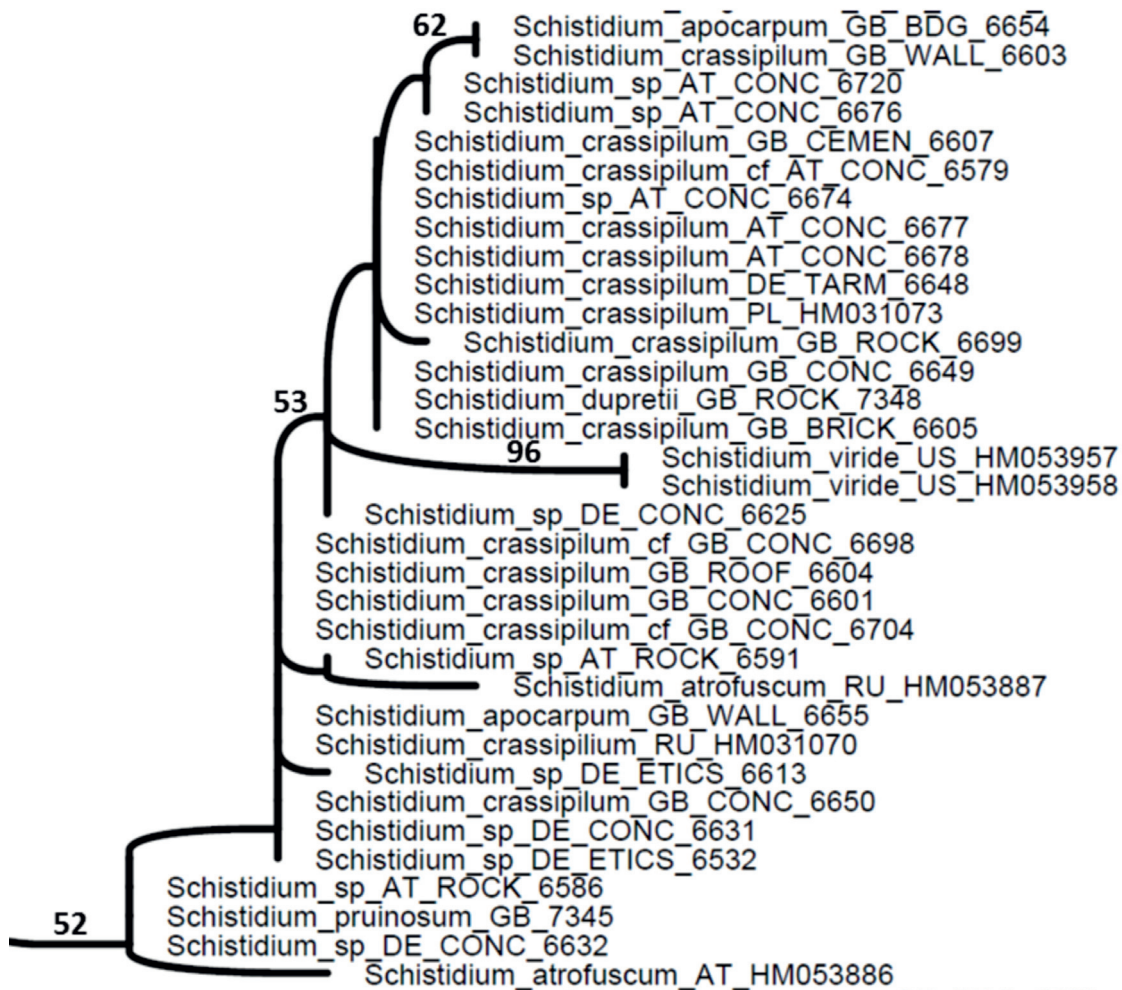 62
Schistidium_apocarpum_GB_BDG_6654
Schistidium_crassipilum_GB_WALL_6603
Schistidium_sp_AT_CONC_6720
Schistidium_sp_AT_CONC_6676
Schistidium_crassipilum_GB_CEMEN_6607
Schistidium_crassipilum_cf_AT_CONC_6579
Schistidium_sp_AT_CONC_6674
Schistidium_crassipilum_AT_CONC_6677
Schistidium_crassipilum_AT_CONC_6678
Schistidium_crassipilum_DE_TARM_6648
Schistidium_crassipilum_PL_HM031073
Schistidium_crassipilum_GB_ROCK_6699
Schistidium_crassipilum_GB_CONC_6649
53
Schistidium_dupretii_GB_ROCK_7348
Schistidium_crassipilum_GB_BRICK_6605
96
Schistidium_viride_US_HM053957
Schistidium_viride_US_HM053958
Schistidium_sp_DE_CONC_6625
Schistidium_crassipilum_cf_GB_CONC_6698
Schistidium_crassipilum_GB_ROOF_6604
Schistidium_crassipilum_GB_CONC_6601
Schistidium_crassipilum_cf_GB_CONC_6704
Schistidium_sp_AT_ROCK_6591
Schistidium_atrofuscum_RU_HM053887
Schistidium_apocarpum_GB_WALL_6655
Schistidium_crassipilium_RU_HM031070
Schistidium_sp_DE_ETICS_6613
Schistidium_crassipilum_GB_CONC_6650
Schistidium_sp_DE_CONC_6631
Schistidium_sp_DE_ETICS_6532
Schistidium_sp_AT_ROCK_6586
52
Schistidium_pruinosum_GB_7345
Schistidium_sp_DE_CONC_6632
Schistidium_atrofuscum_AT_HM053886